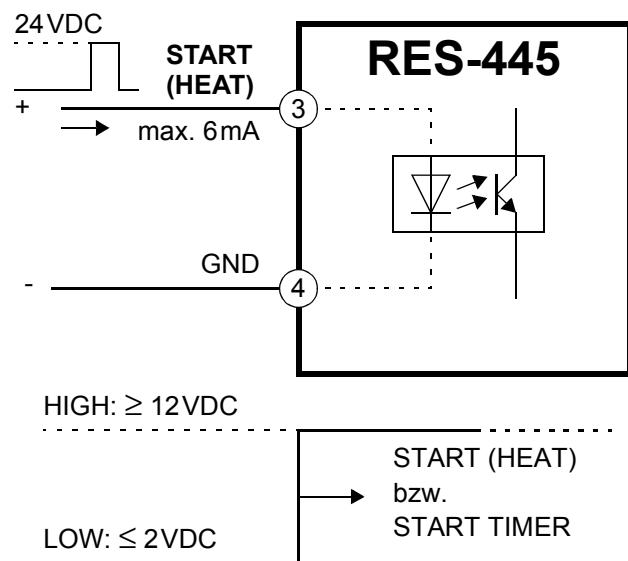 24VDC
START
(HEAT)
RES-445
+
max. 6mA
3
GND
-
4
HIGH: ≥ 12VDC
START (HEAT)
bzw.
START TIMER
LOW: ≤ 2VDC